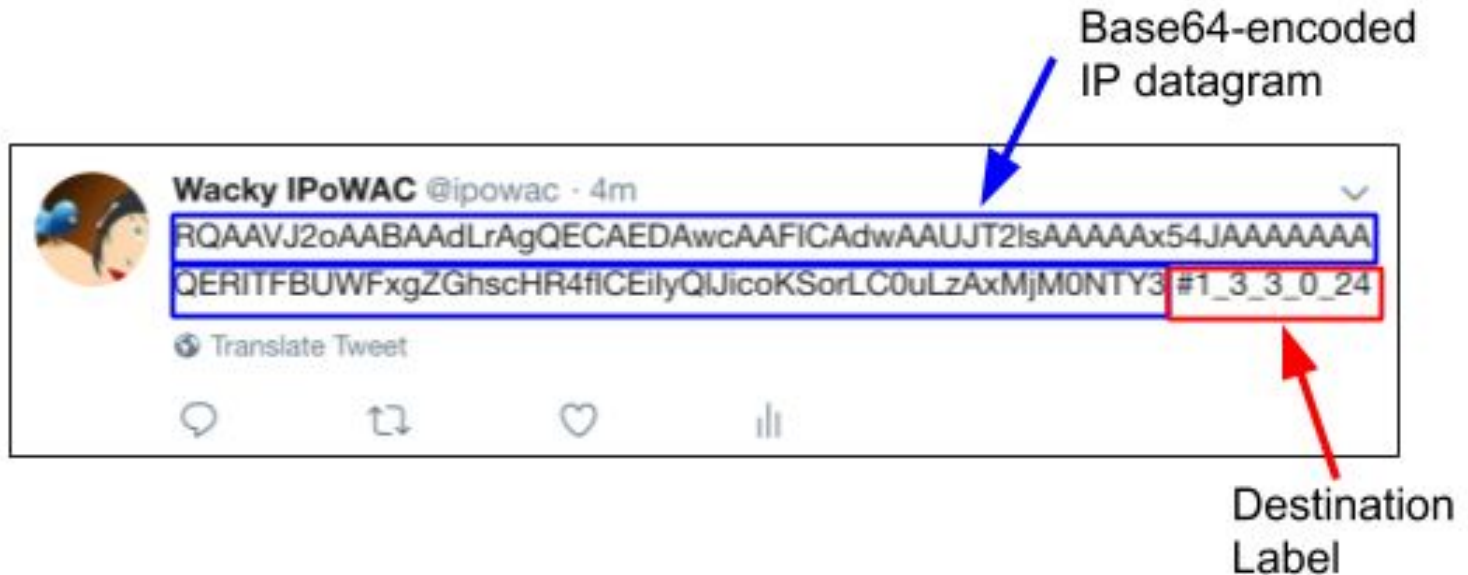 Base64-encoded
IP datagram
Wacky IPoWAC @ipowac · 4m
RQAAVJ2oAABAAdLrAgQECAEDAwcAAFICAdwAAUJT2IsAAAAAx54JAAAAAAA
QERITFBUWFxgZGhscHR4fICEiIyQlJicoKSorLC0uLzAxMjM0NTY3 #1_3_3_0_24
Translate Tweet
Destination
Label